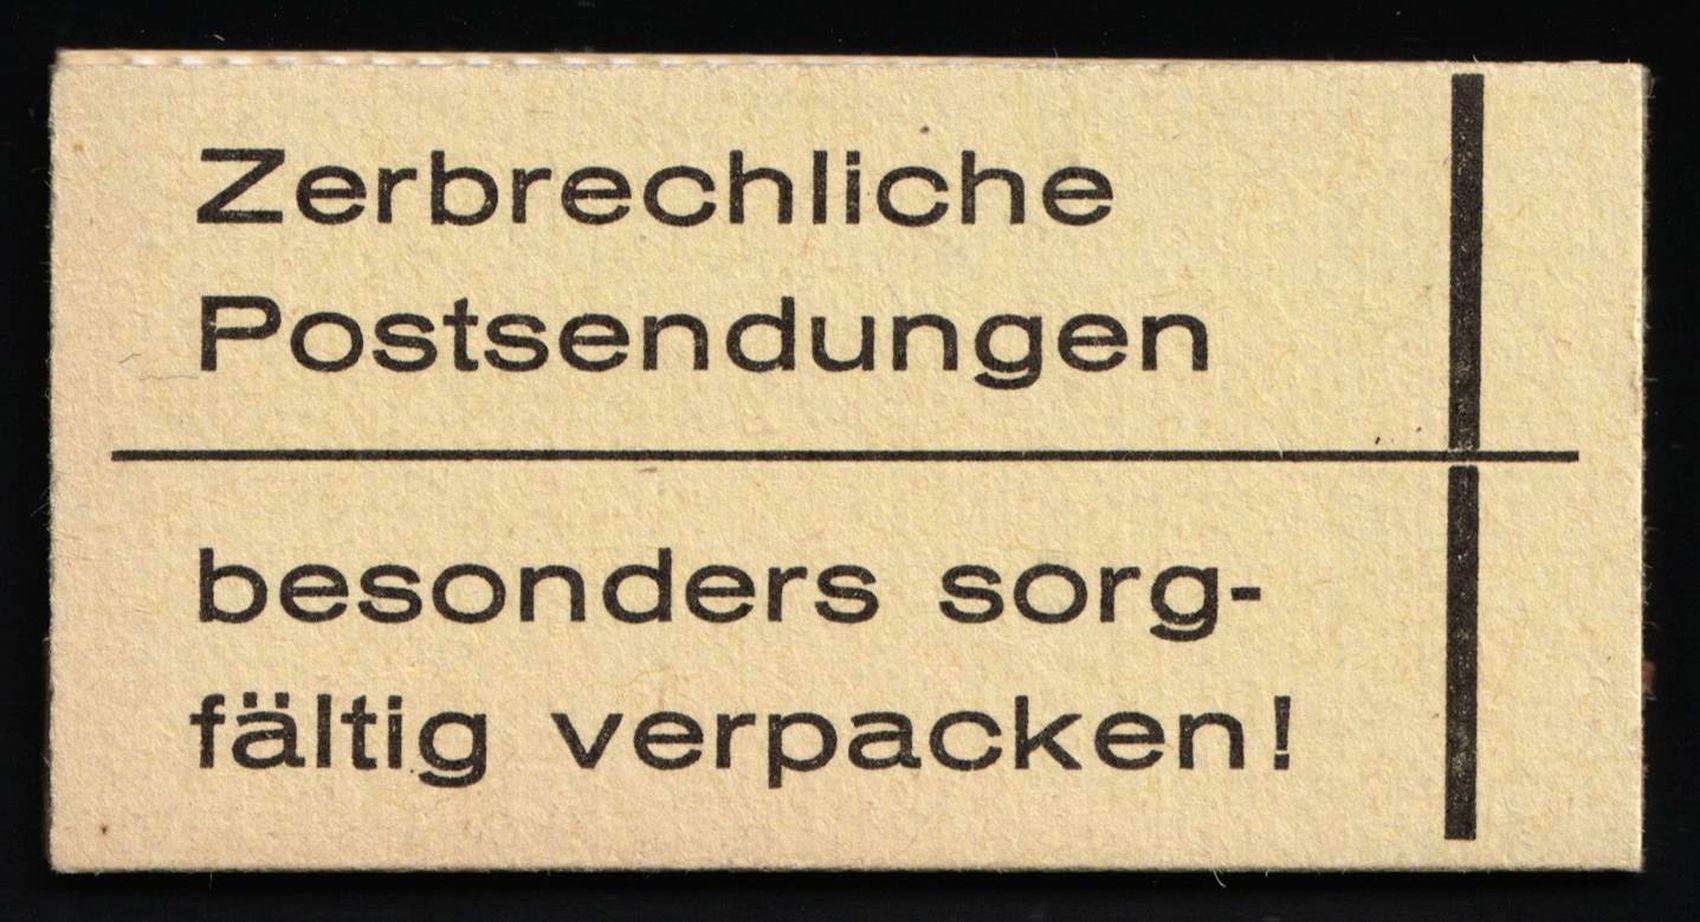 Zerbrechliche
Postsendungen
besonders sorg-
fältig verpacken!